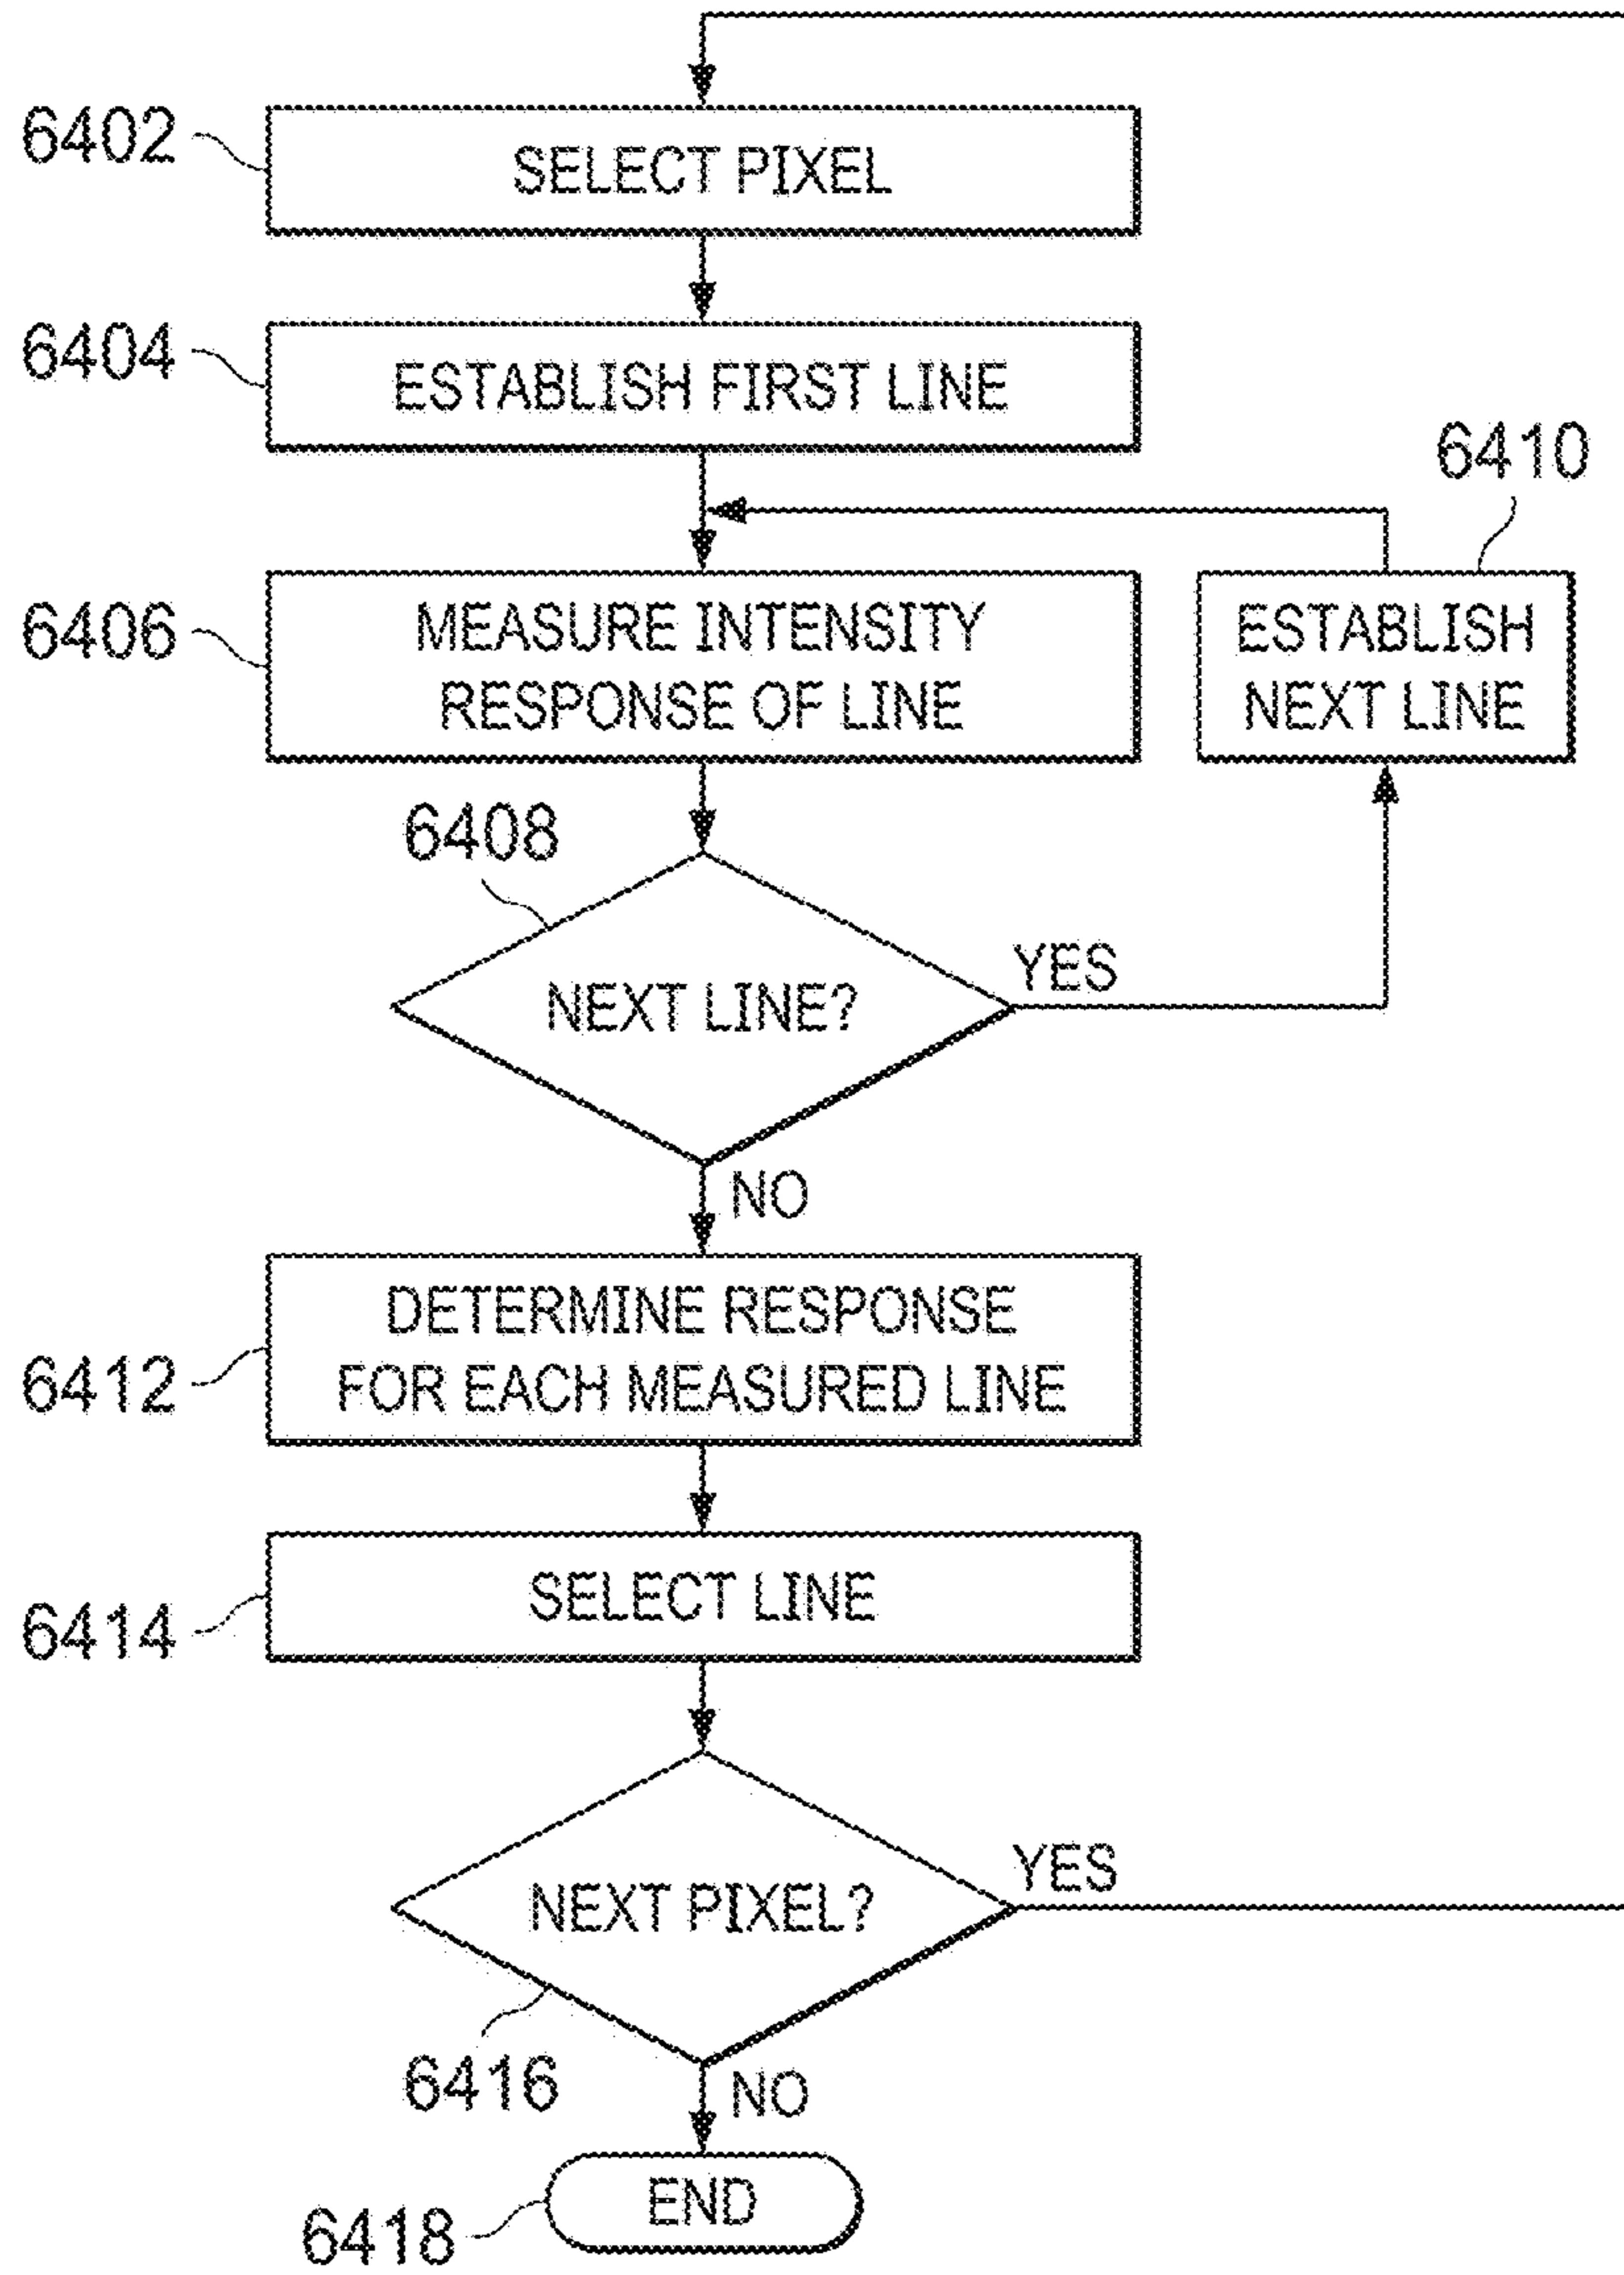 6402
SELECT PIXEL
6404
ESTABLISH FIRST LINE
6410
6406
MEASURE INTENSITY
RESPONSE OF LINE
ESTABLISH
NEXT LINE
6408
NEXT LINE?
YES
NO
6412
DETERMINE RESPONSE
FOR EACH MEASURED LINE
6414
SELECT LINE
NEXT PIXEL?
YES
6416
NO
6418
END